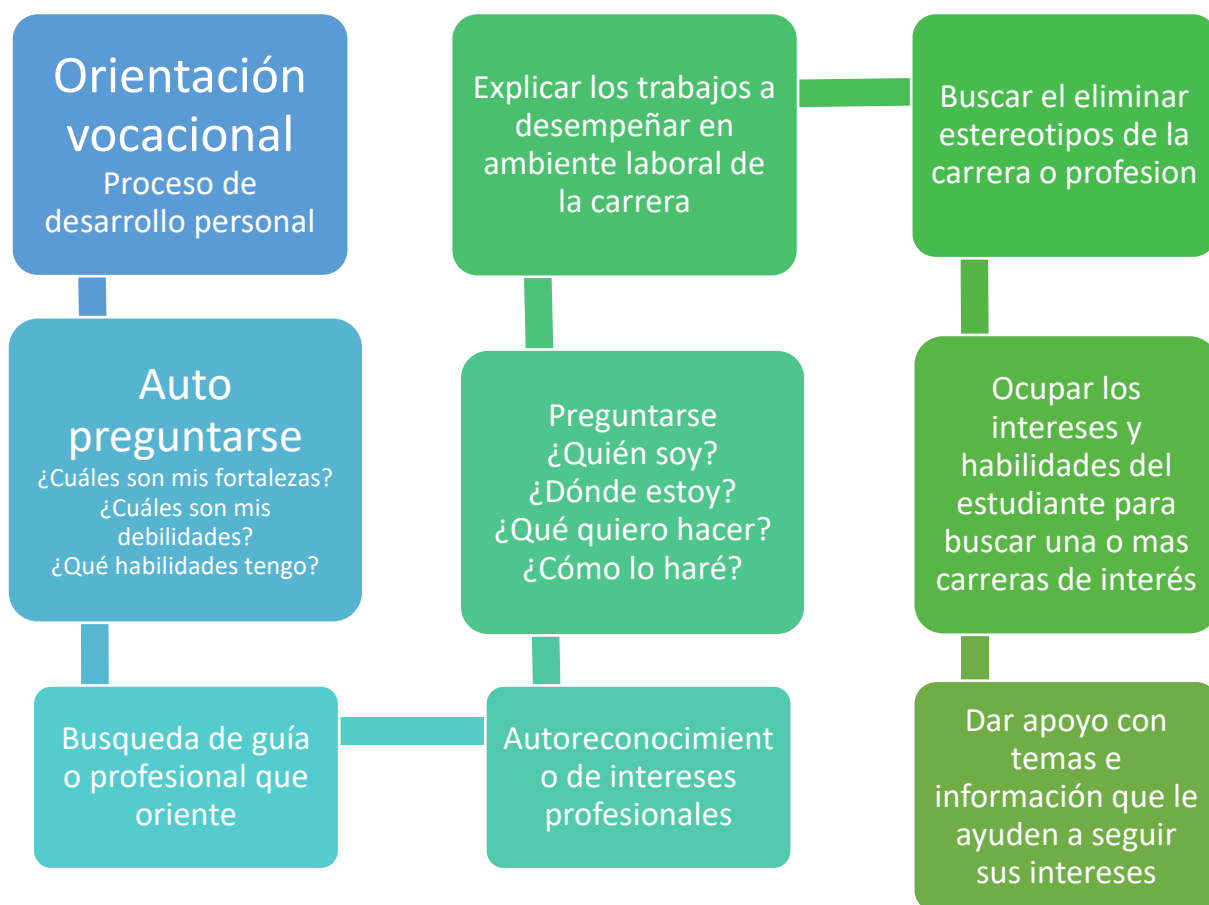 Orientación
vocacional
Proceso de
desarrollo personal
Auto
preguntarse
¿Cuáles son mis fortalezas?
¿Cuáles son mis
debilidades?
¿Qué habilidades tengo?
Busqueda de guía
o profesional que
oriente
Autoreconocimient
o de intereses
profesionales
Preguntarse
¿Quién soy?
¿Dónde estoy?
¿Qué quiero hacer?
¿Cómo lo haré?
Explicar los trabajos a
desempeñar en
ambiente laboral de
la carrera
Buscar el eliminar
estereotipos de la
carrera o profesion
Ocupar los
intereses y
habilidades del
estudiante para
buscar una o mas
carreras de interés
Dar apoyo con
temas e
información que le
ayuden a seguir
sus intereses